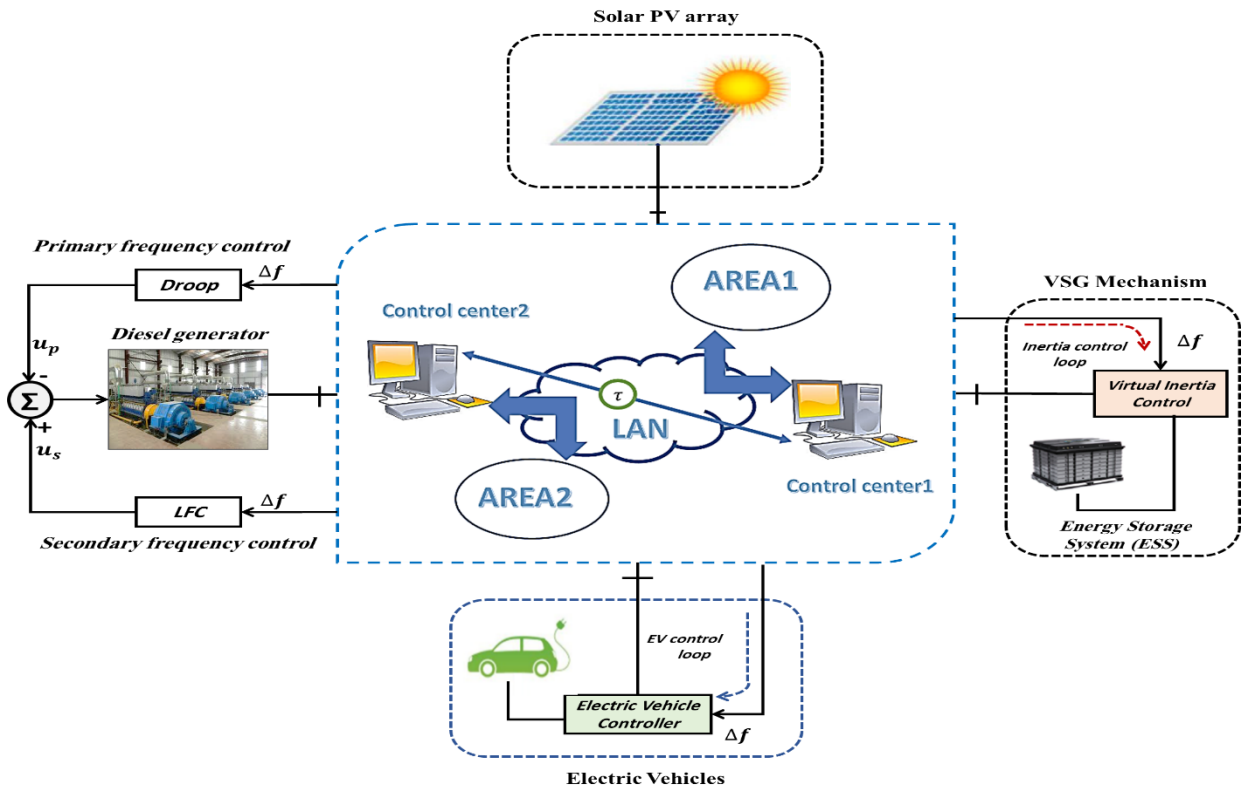 Solar PV array
Primary frequency control
Δf
Droop
Diesel generator
u_p
-
Σ
+
u_s
LFC
Δf
Secondary frequency control
AREA1
Control center2
τ
LAN
AREA2
Control center1
VSG Mechanism
Inertia control
loop
Δf
Virtual Inertia
Control
Energy Storage
System (ESS)
EV control
loop
Electric Vehicle
Controller
Δf
Electric Vehicles